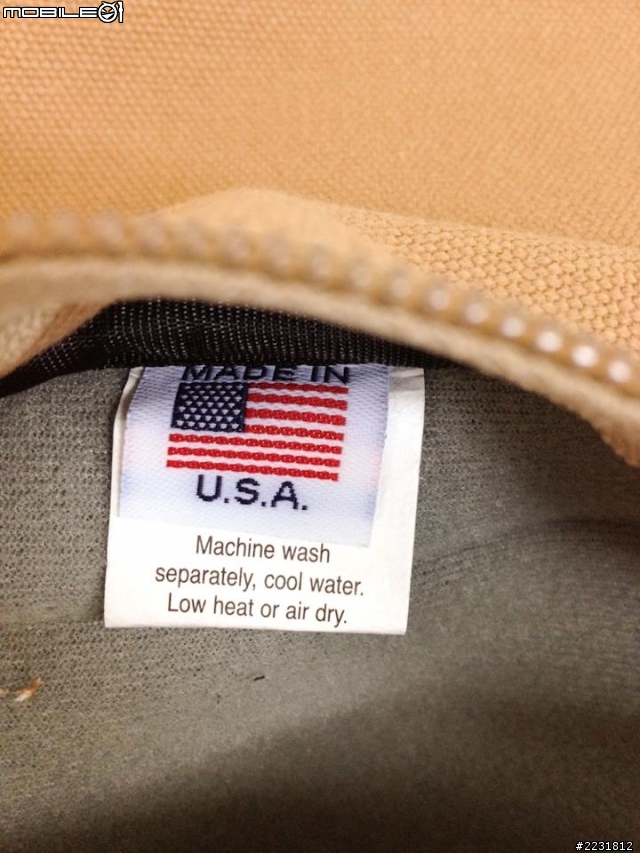 MOBILE01
MADE IN
U.S.A.
Machine wash
separately, cool water.
Low heat or air dry.
#2231812